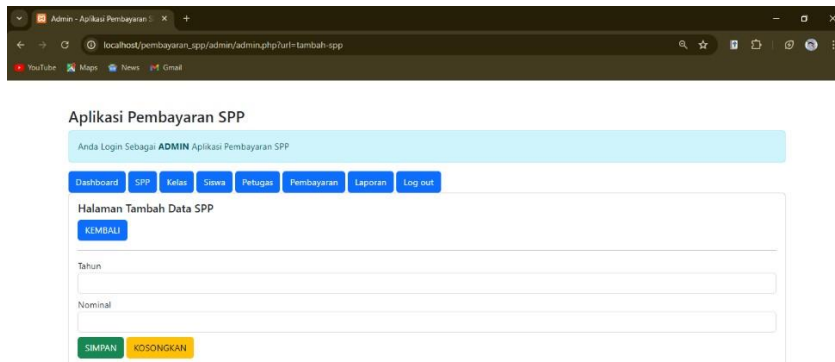 Admin - Aplikasi Pembayaran S
localhost/pembayaran_spp/admin/admin.php?url=tambah-spp
YouTube Maps News Gmail
Aplikasi Pembayaran SPP
Anda Login Sebagai ADMIN Aplikasi Pembayaran SPP
Dashboard SPP Kelas Siswa Petugas Pembayaran Laporan Log out
Halaman Tambah Data SPP
KEMBALI
Tahun
Nominal
SIMPAN KOSONGKAN